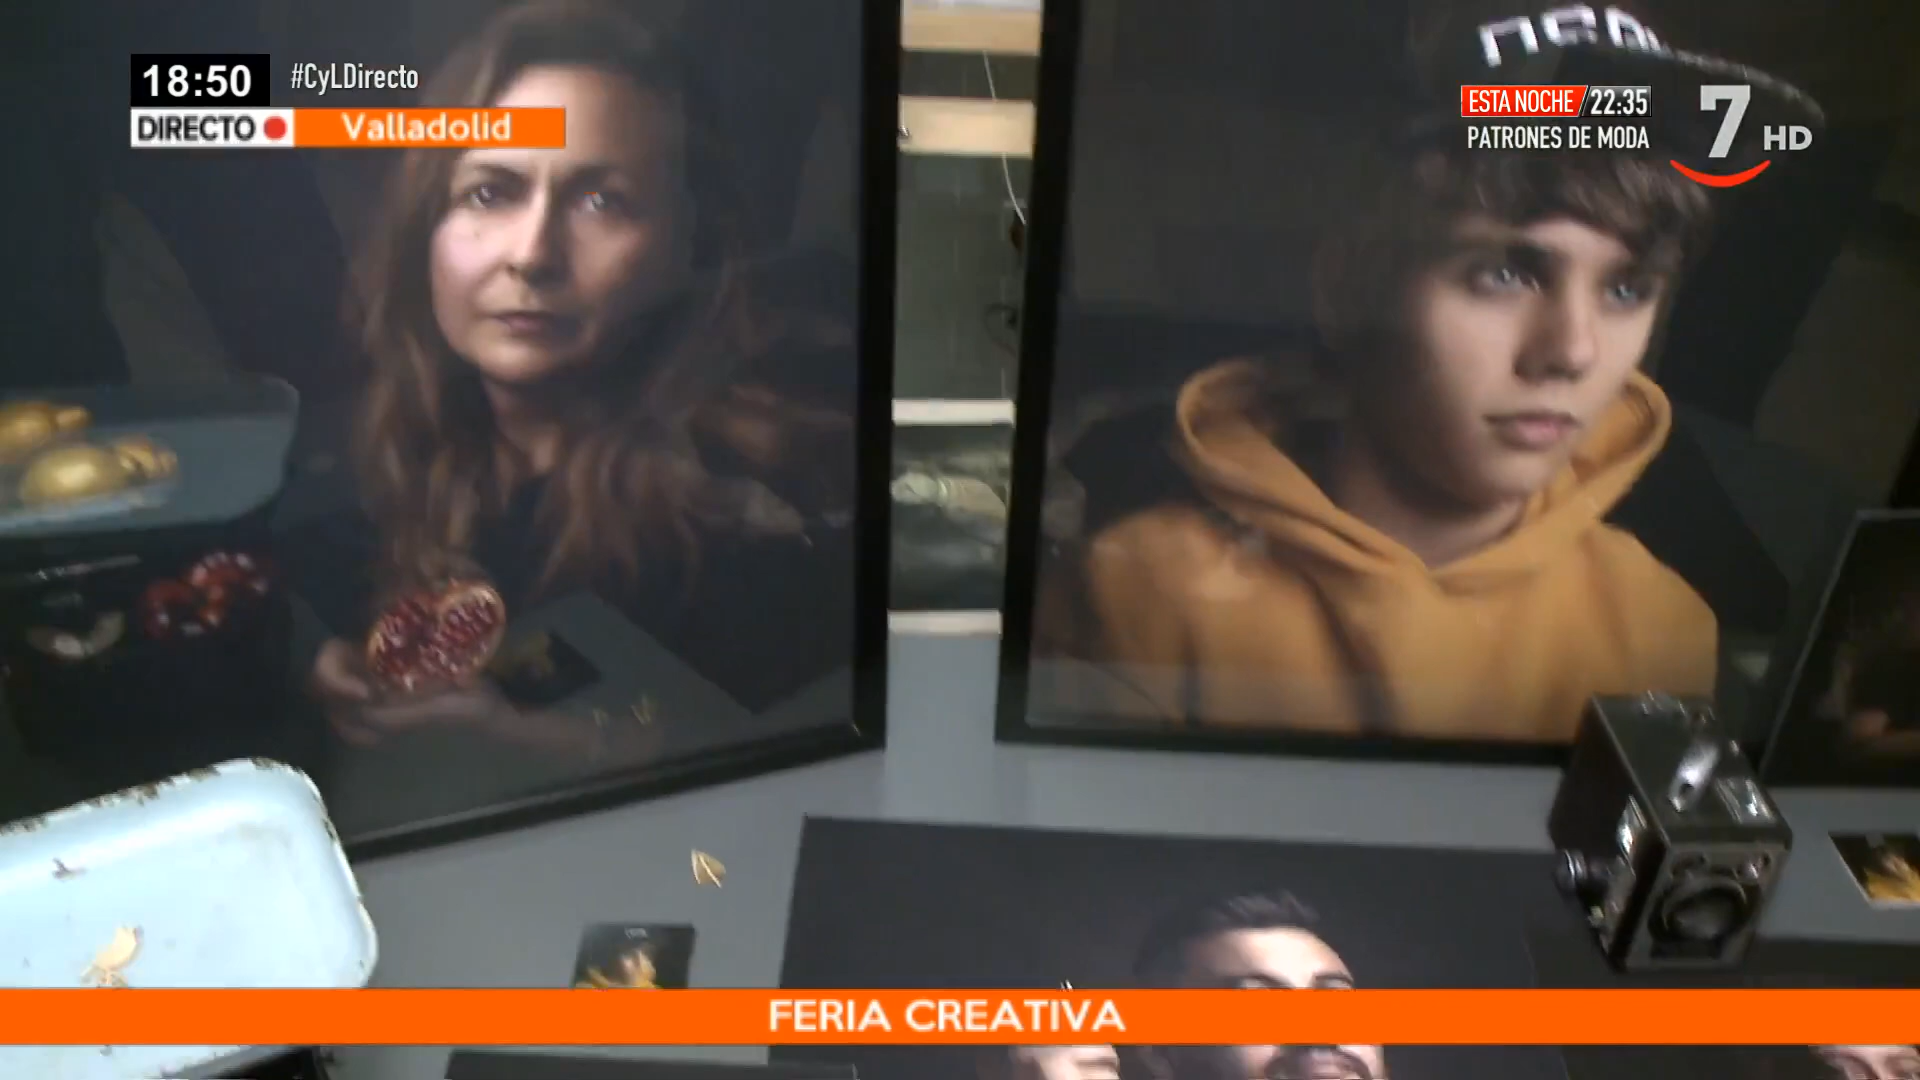 18:50
#CyLDirecto
DIRECTO
Valladolid
ESTA NOCHE 22:35
PATRONES DE MODA
7 HD
FERIA CREATIVA